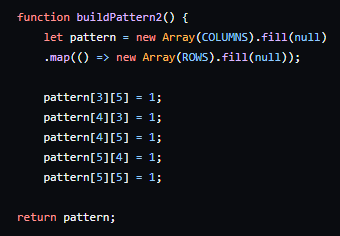 function buildPattern2() {
let pattern = new Array(COLUMNS).fill(null)
.map(() => new Array(ROWS).fill(null));
pattern[3][5] = 1;
pattern[4][3] = 1;
pattern[4][5] = 1;
pattern[5][4] = 1;
pattern[5][5] = 1;
return pattern;